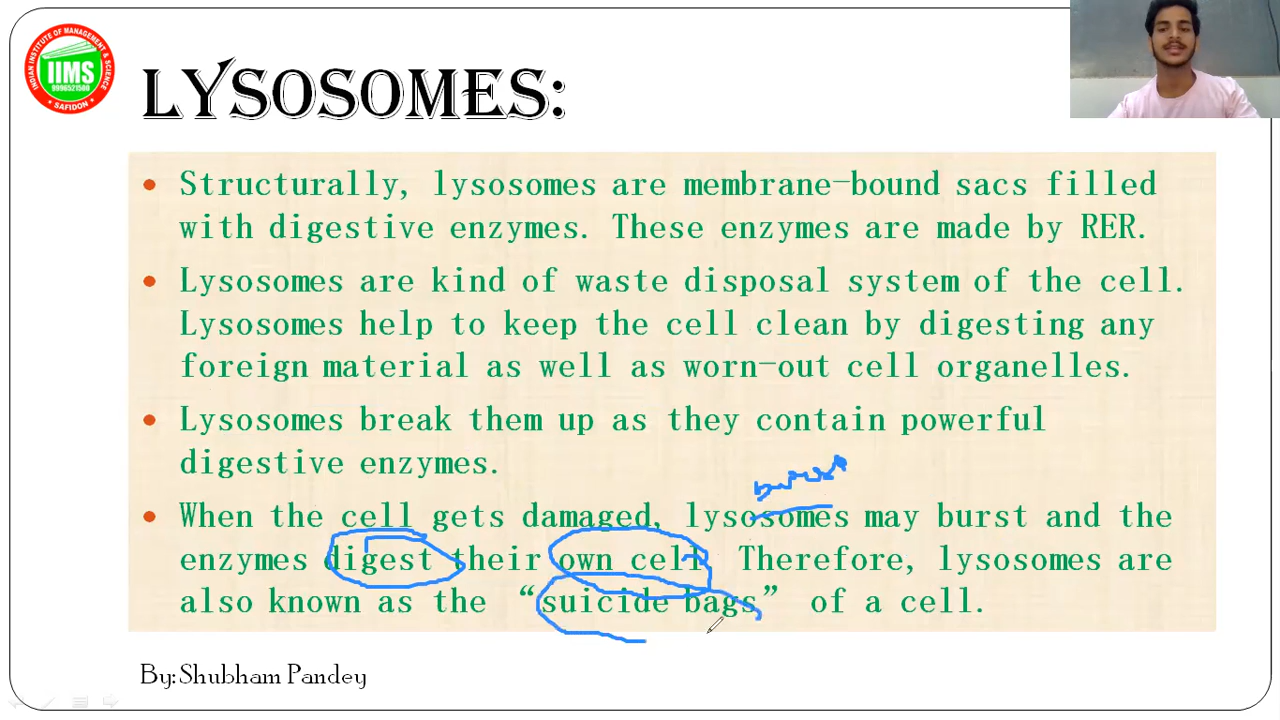 INDIAN INSTITUTE OF MANAGEMENT & SCIENCE
IIMS
9996521500
* SAFIDON *
LYSOSOMES:
• Structurally, lysosomes are membrane-bound sacs filled
with digestive enzymes. These enzymes are made by RER.
• Lysosomes are kind of waste disposal system of the cell.
Lysosomes help to keep the cell clean by digesting any
foreign material as well as worn-out cell organelles.
• Lysosomes break them up as they contain powerful
digestive enzymes.
burst
• When the cell gets damaged, lysosomes may burst and the
enzymes digest their own cell. Therefore, lysosomes are
also known as the “suicide bags” of a cell.
By:Shubham Pandey